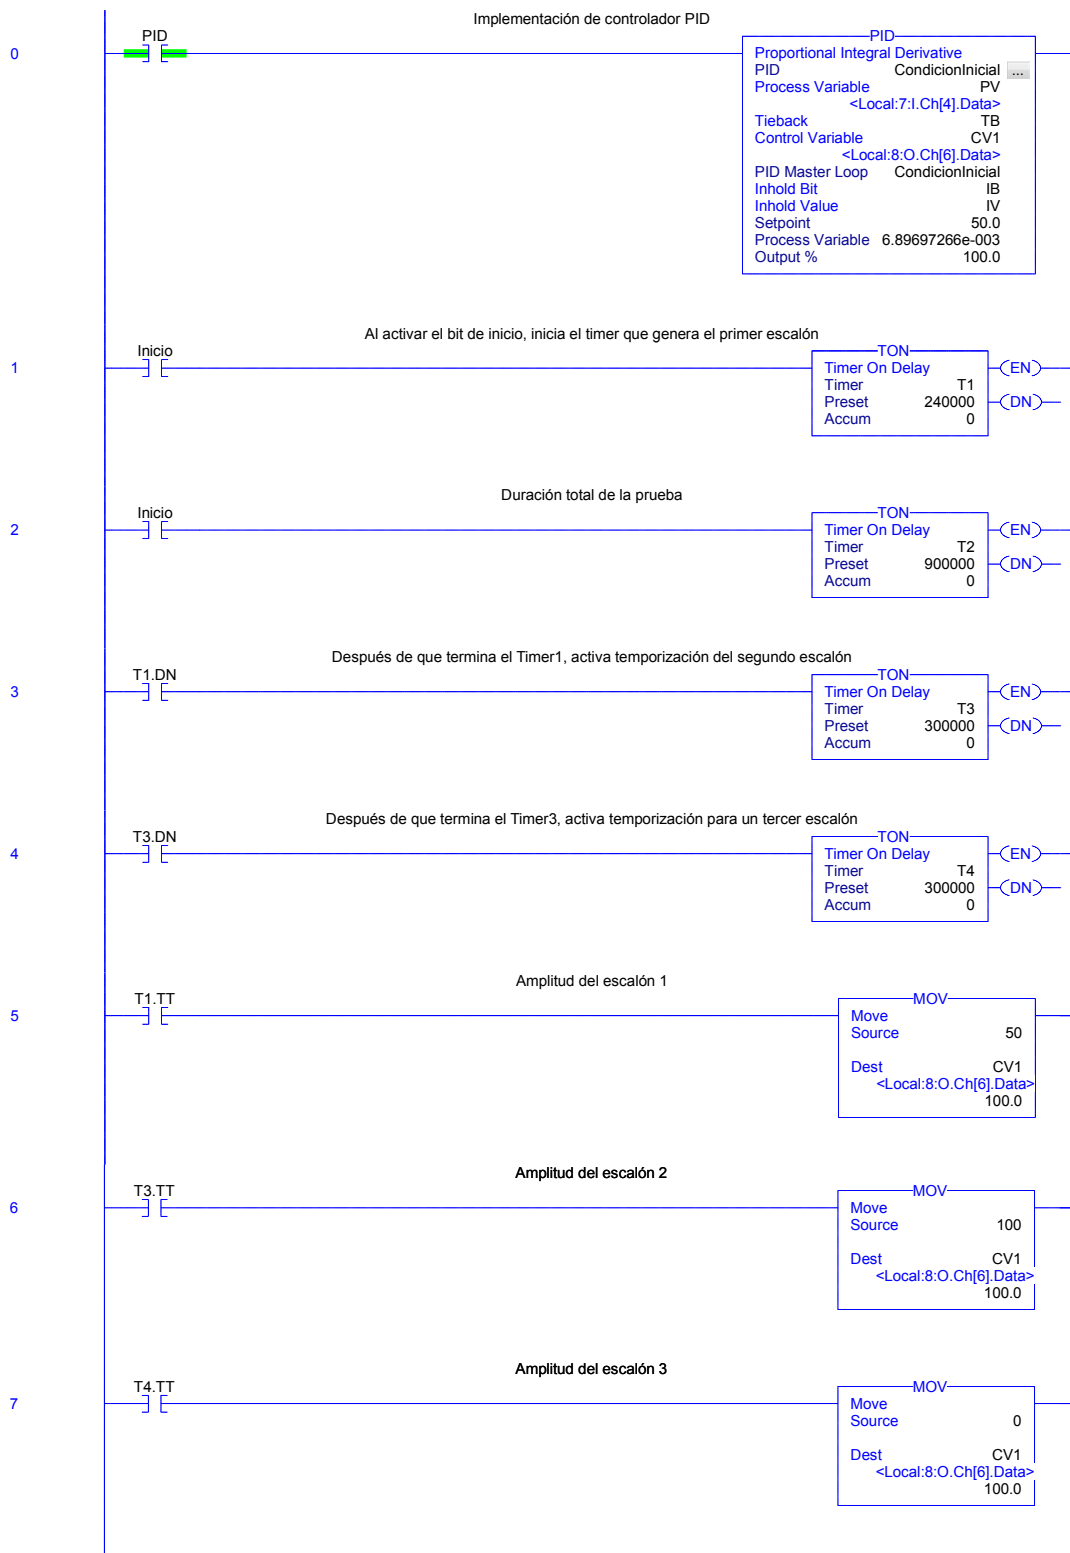 Implementación de controlador PID
0
PID
PID
Proportional Integral Derivative
PID CondicionInicial ...
Process Variable PV
<Local:7:I.Ch[4].Data>
Tieback TB
Control Variable CV1
<Local:8:O.Ch[6].Data>
PID Master Loop CondicionInicial
Inhold Bit IB
Inhold Value IV
Setpoint 50.0
Process Variable 6.89697266e-003
Output % 100.0
Al activar el bit de inicio, inicia el timer que genera el primer escalón
1
Inicio
TON
Timer On Delay
Timer T1
Preset 240000
Accum 0
EN
DN
Duración total de la prueba
2
Inicio
TON
Timer On Delay
Timer T2
Preset 900000
Accum 0
EN
DN
Después de que termina el Timer1, activa temporización del segundo escalón
3
T1.DN
TON
Timer On Delay
Timer T3
Preset 300000
Accum 0
EN
DN
Después de que termina el Timer3, activa temporización para un tercer escalón
4
T3.DN
TON
Timer On Delay
Timer T4
Preset 300000
Accum 0
EN
DN
Amplitud del escalón 1
5
T1.TT
MOV
Move
Source 50
Dest CV1
<Local:8:O.Ch[6].Data>
100.0
Amplitud del escalón 2
6
T3.TT
MOV
Move
Source 100
Dest CV1
<Local:8:O.Ch[6].Data>
100.0
Amplitud del escalón 3
7
T4.TT
MOV
Move
Source 0
Dest CV1
<Local:8:O.Ch[6].Data>
100.0